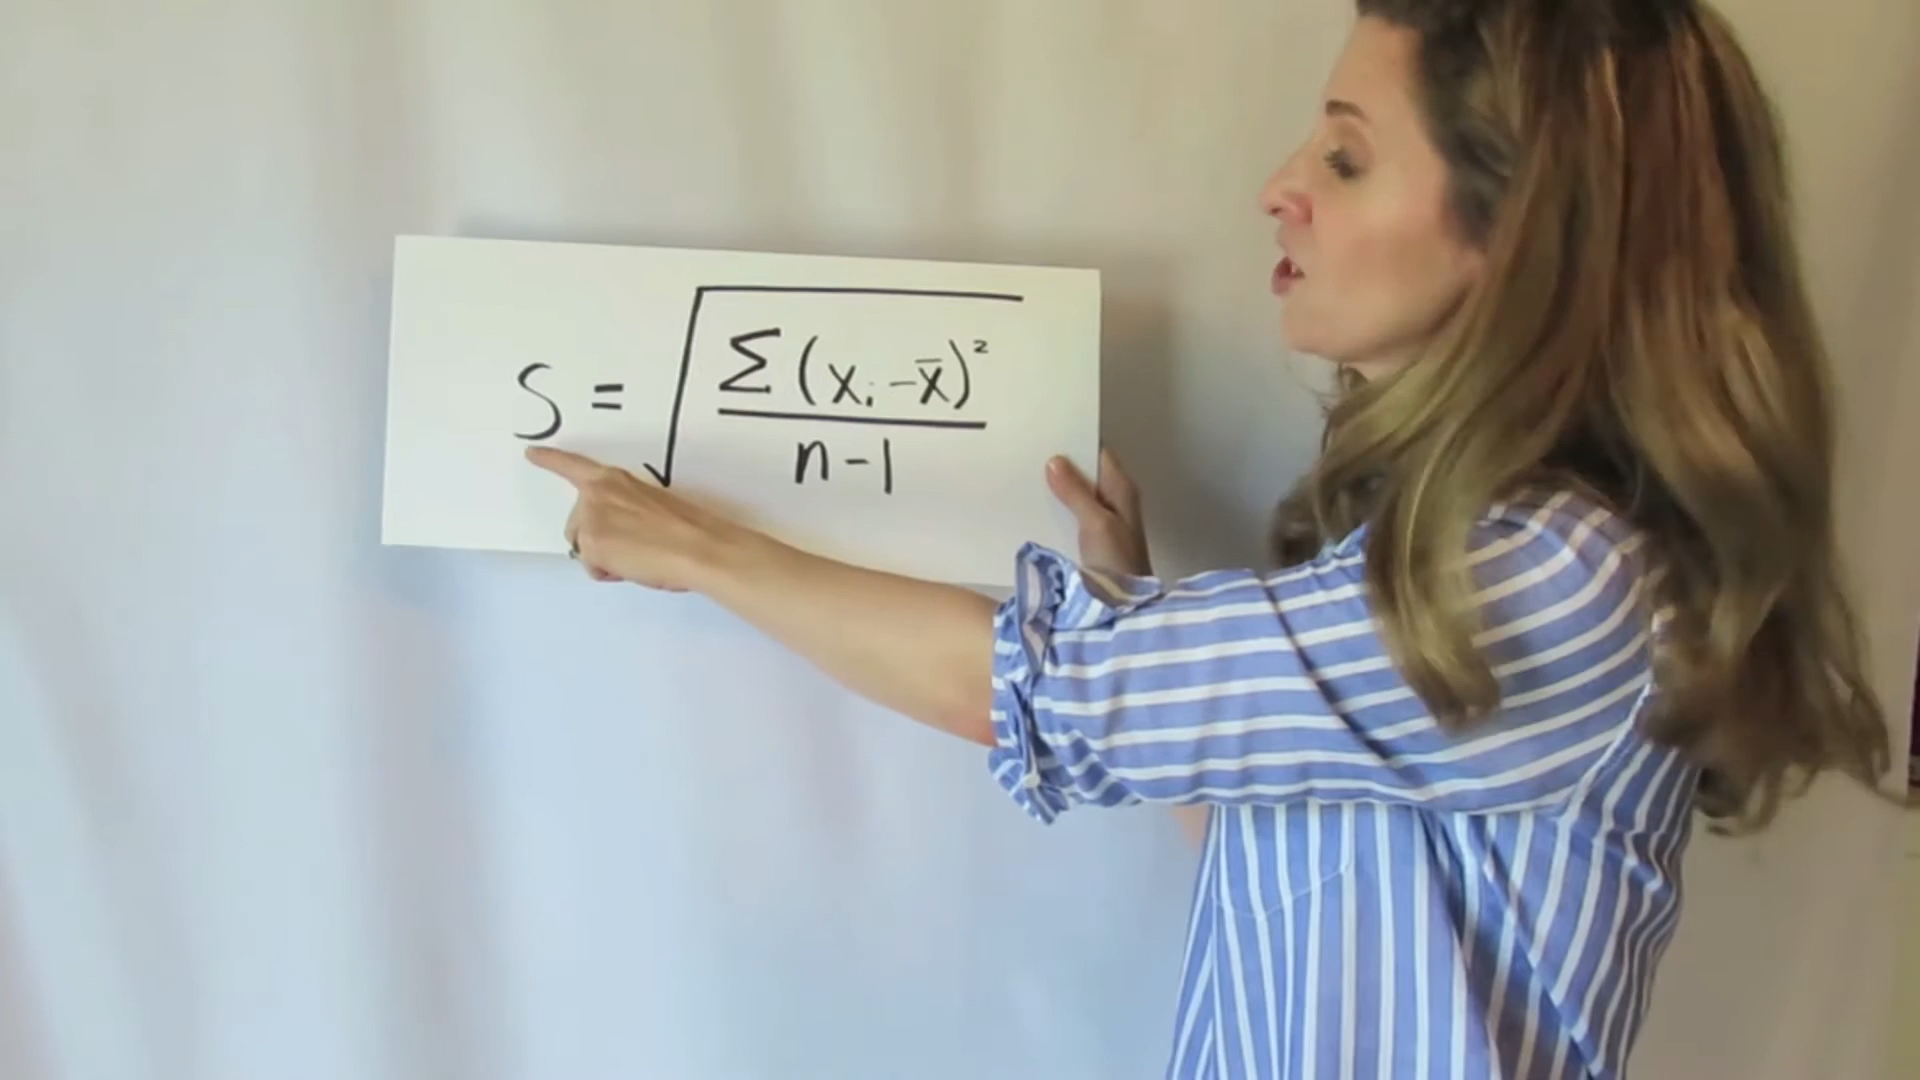 S = √ Σ (xᵢ - x̄)²
n - 1